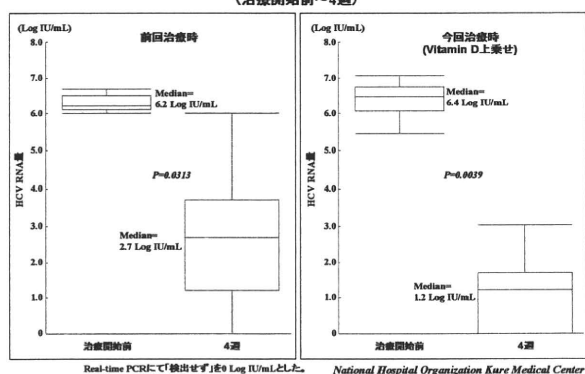 (治療開始前~4週)
(Log IU/mL)
前回治療時
8.0
7.0
6.0
5.0
4.0
3.0
2.0
1.0
0
HCV RNA量
Median=
6.2 Log IU/mL
P=0.0313
Median=
2.7 Log IU/mL
治療開始前
4週
(Log IU/mL)
今回治療時
(Vitamin D上乗せ)
8.0
7.0
6.0
5.0
4.0
3.0
2.0
1.0
0
HCV RNA量
Median=
6.4 Log IU/mL
P=0.0039
Median=
1.2 Log IU/mL
治療開始前
4週
Real-time PCRにて「検出せず」を0 Log IU/mLとした。
National Hospital Organization Kure Medical Center